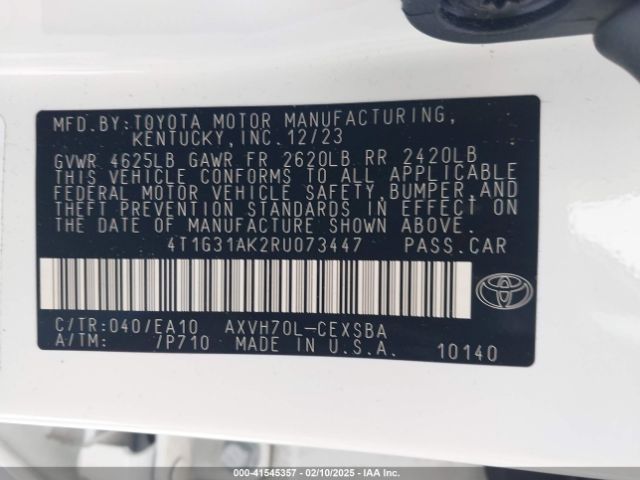 MFD.BY:TOYOTA MOTOR MANUFACTURING,
KENTUCKY,INC.12/23
GVWR 4625LB GAWR FR 2620LB RR 2420LB
THIS VEHICLE CONFORMS TO ALL APPLICABLE
FEDERAL MOTOR VEHICLE SAFETY,BUMPER,AND
THEFT PREVENTION STANDARDS IN EFFECT ON
THE DATE OF MANUFACTURE SHOWN ABOVE.
4T1G31AK2RU073447 PASS.CAR
C/TR:040/EA10 AXVH70L-CEXSBA
A/TM: /P710 MADE IN U.S.A. 10140
000-41545357 | 02/10/2025 | IAA Inc.